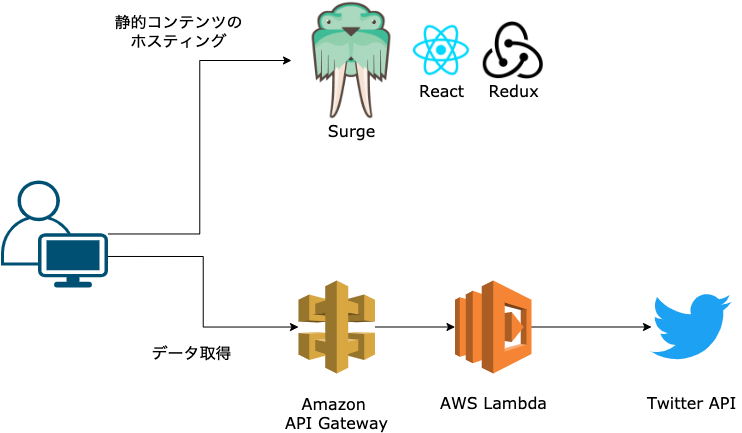 静的コンテンツの
ホスティング
Surge
React
Redux
データ取得
Amazon
API Gateway
AWS Lambda
Twitter API